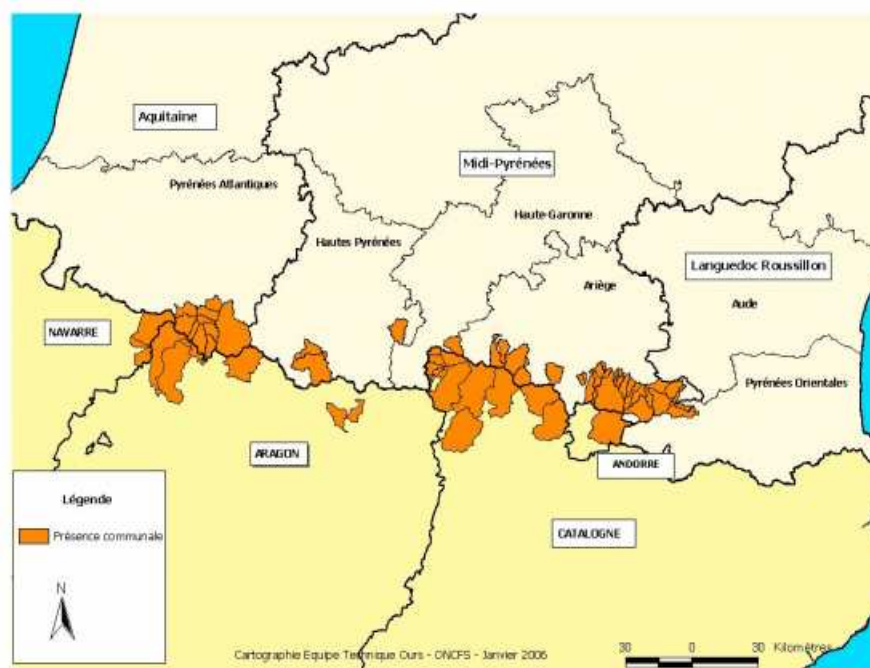 Aquitaine
Midi-Pyrénées
Pyrénées Atlantiques
Haute-Garonne
Hautes Pyrénées
Languedoc Roussillon
Ariège
Aude
NAVARRE
Pyrénées Orientales
ARAGON
ANDORRE
CATALOGNE
Légende
Présence communale
N
Cartographie Equipe Technique Ours - ONCFS - Janvier 2006
30 0 30 Kilomètres